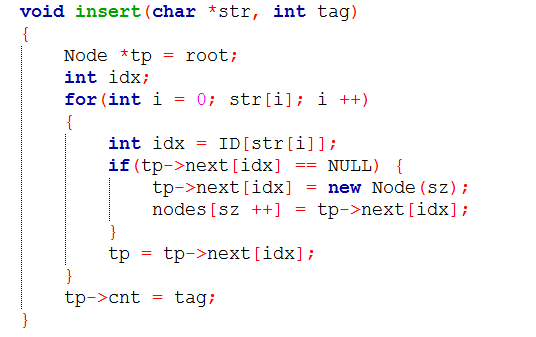 void insert(char *str, int tag)
{
    Node *tp = root;
    int idx;
    for(int i = 0; str[i]; i ++)
    {
        int idx = ID[str[i]];
        if(tp->next[idx] == NULL) {
            tp->next[idx] = new Node(sz);
            nodes[sz ++] = tp->next[idx];
        }
        tp = tp->next[idx];
    }
    tp->cnt = tag;
}